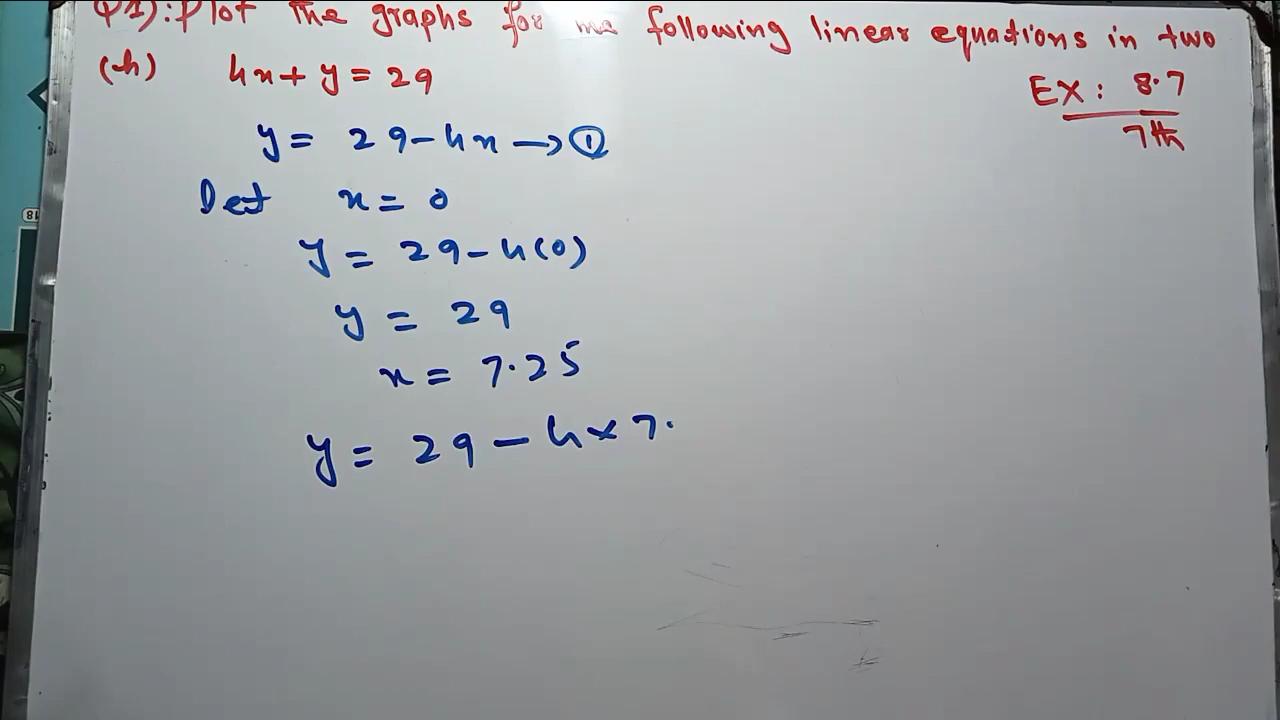 Q1): Plot the graphs for the following linear equations in two
(h) 4x + y = 29
EX: 8.7
7th
y = 29 - 4x → ①
Let x = 0
y = 29 - 4(0)
y = 29
x = 7.25
y = 29 - 4 × 7.
18